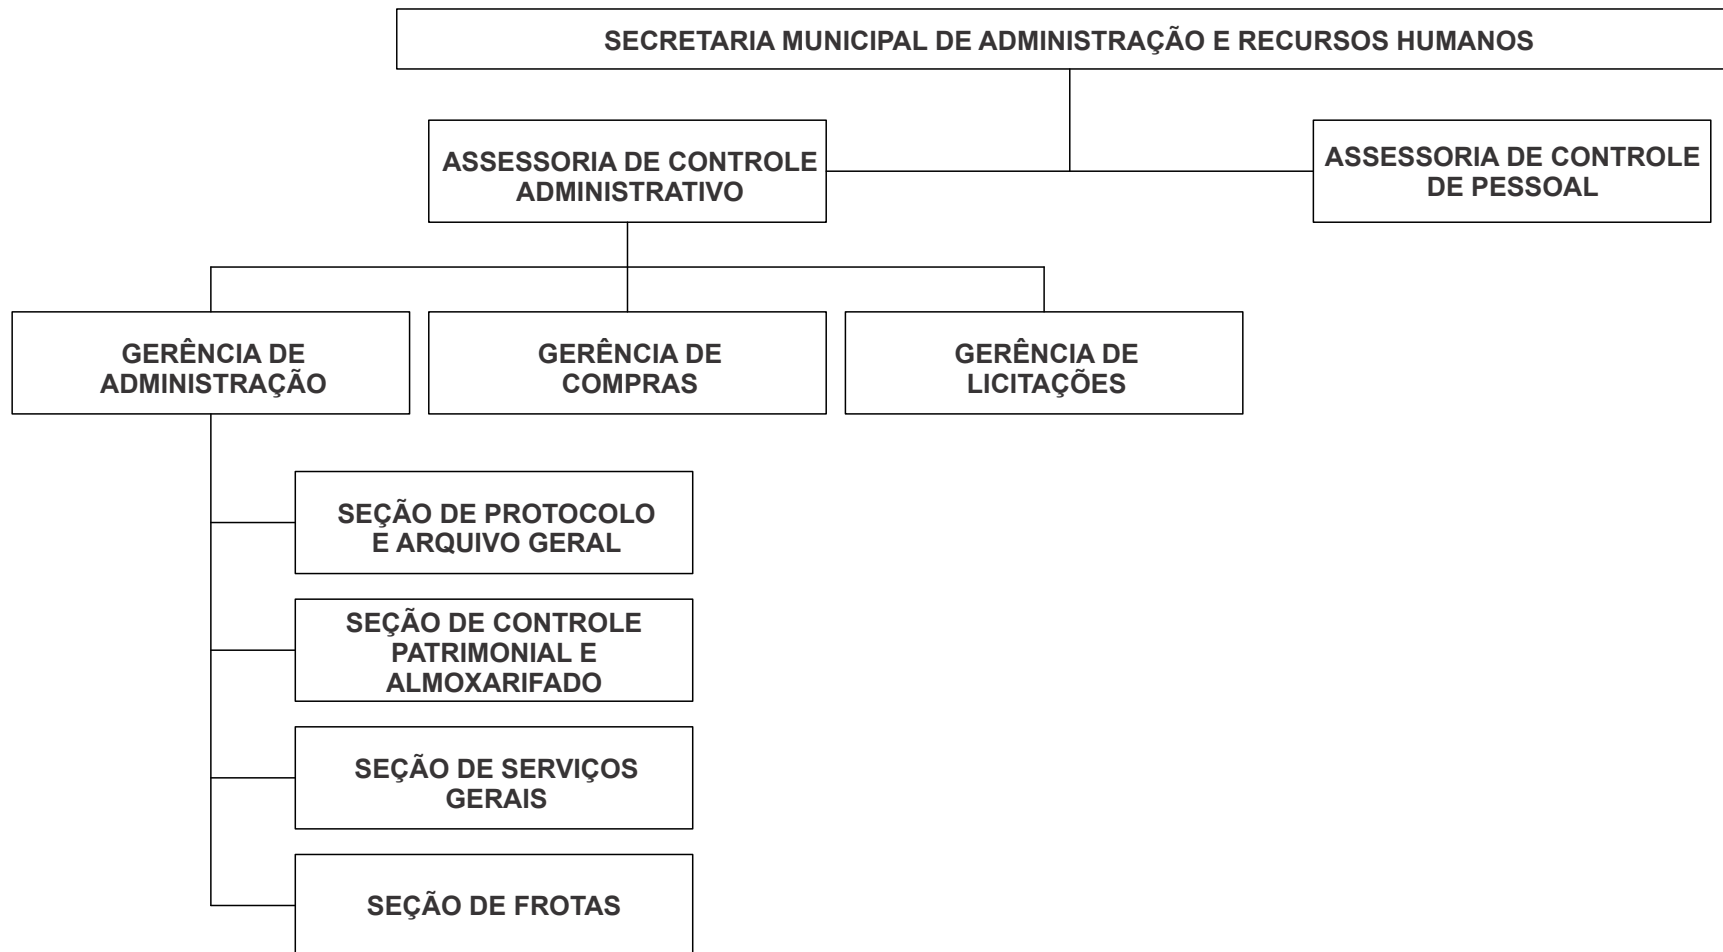 SECRETARIA MUNICIPAL DE ADMINISTRAÇÃO E RECURSOS HUMANOS
ASSESSORIA DE CONTROLE
ADMINISTRATIVO
ASSESSORIA DE CONTROLE
DE PESSOAL
GERÊNCIA DE
ADMINISTRAÇÃO
GERÊNCIA DE
COMPRAS
GERÊNCIA DE
LICITAÇÕES
SEÇÃO DE PROTOCOLO
E ARQUIVO GERAL
SEÇÃO DE CONTROLE
PATRIMONIAL E
ALMOXARIFADO
SEÇÃO DE SERVIÇOS
GERAIS
SEÇÃO DE FROTAS